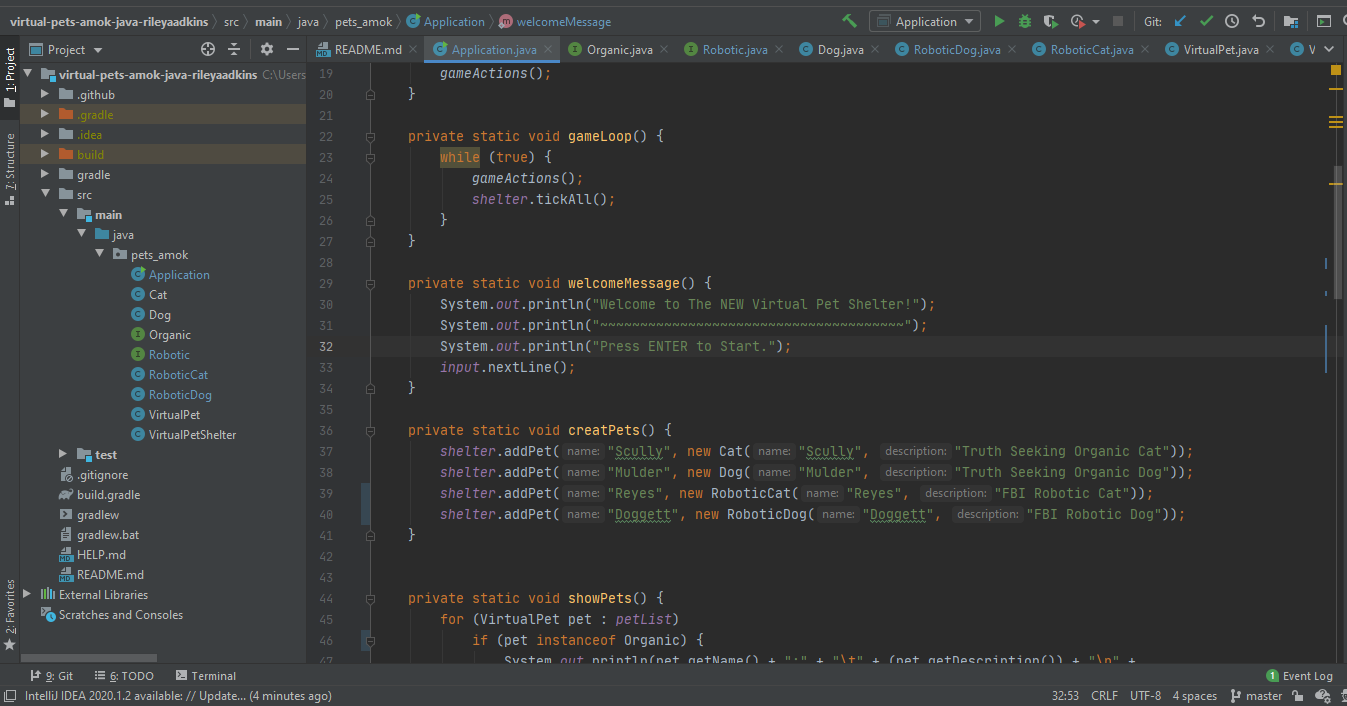 virtual-pets-amok-java-rileyaadkins src main java pets_amok Application welcomeMessage Application Git:
1: Project
7: Structure
2: Favorites
Project
README.md Application.java Organic.java Robotic.java Dog.java RoboticDog.java RoboticCat.java VirtualPet.java V
virtual-pets-amok-java-rileyaadkins C:\Users
.github
.gradle
.idea
build
gradle
src
main
java
pets_amok
Application
Cat
Dog
Organic
Robotic
RoboticCat
RoboticDog
VirtualPet
VirtualPetShelter
test
.gitignore
build.gradle
gradlew
gradlew.bat
HELP.md
README.md
External Libraries
Scratches and Consoles
19 gameActions();
20 }
21
22 private static void gameLoop() {
23 while (true) {
24 gameActions();
25 shelter.tickAll();
26 }
27 }
28
29 private static void welcomeMessage() {
30 System.out.println("Welcome to The NEW Virtual Pet Shelter!");
31 System.out.println("~~~~~~~~~~~~~~~~~~~~~~~~~~~~~~~~~~~~~~");
32 System.out.println("Press ENTER to Start.");
33 input.nextLine();
34 }
35
36 private static void creatPets() {
37 shelter.addPet( name: "Scully", new Cat( name: "Scully", description: "Truth Seeking Organic Cat"));
38 shelter.addPet( name: "Mulder", new Dog( name: "Mulder", description: "Truth Seeking Organic Dog"));
39 shelter.addPet( name: "Reyes", new RoboticCat( name: "Reyes", description: "FBI Robotic Cat"));
40 shelter.addPet( name: "Doggett", new RoboticDog( name: "Doggett", description: "FBI Robotic Dog"));
41 }
42
43
44 private static void showPets() {
45 for (VirtualPet pet : petList)
46 if (pet instanceof Organic) {
47 System.out.println(pet.getName() + ":" + "\t" + (pet.getDescription()) + "\n" +
9: Git 6: TODO Terminal 1 Event Log
IntelliJ IDEA 2020.1.2 available: // Update... (4 minutes ago) 32:53 CRLF UTF-8 4 spaces master